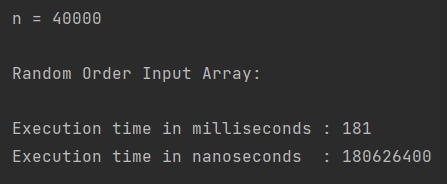 n = 40000
Random Order Input Array:
Execution time in milliseconds : 181
Execution time in nanoseconds  : 180626400